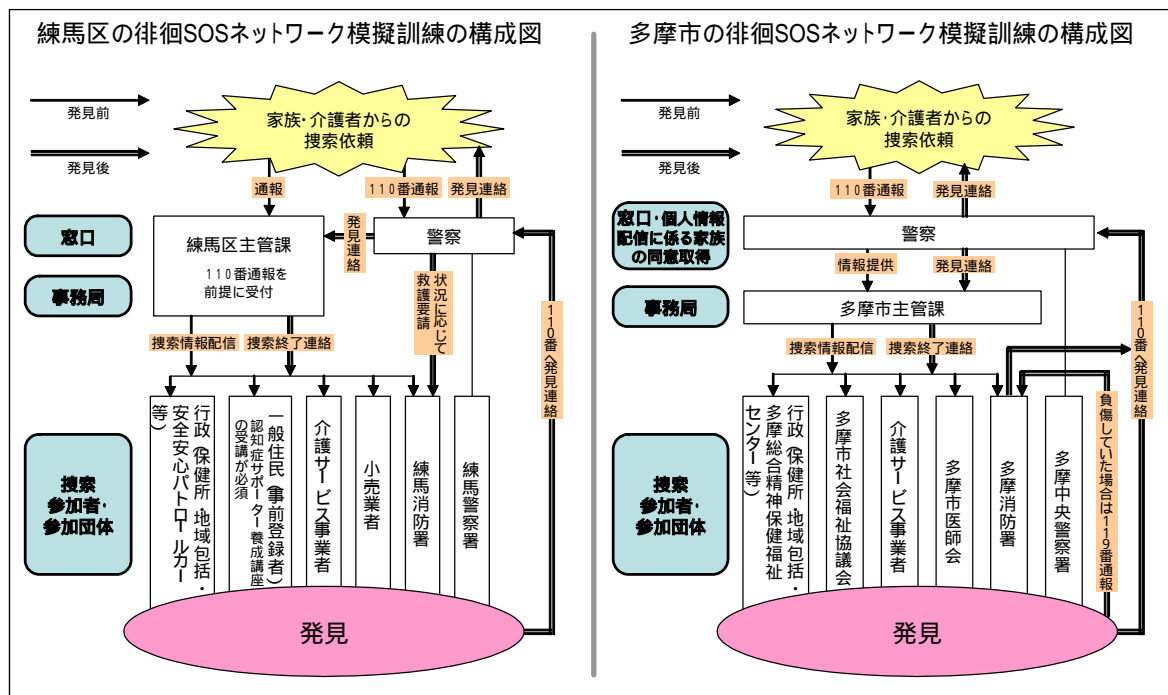 練馬区の徘徊SOSネットワーク模擬訓練の構成図
発見前
発見後
家族・介護者からの
捜索依頼
通報
110番通報
発見連絡
窓口
練馬区主管課
110番通報を
前提に受付
発見連絡
警察
事務局
状況に応じて
救護要請
捜索情報配信
捜索終了連絡
110番へ発見連絡
捜索
参加者・
参加団体
行政（保健所・地域包括・
安全安心パトロールカー
等）
一般住民（事前登録者）
認知症サポーター養成講座
の受講が必須
介護サービス事業者
小売業者
練馬消防署
練馬警察署
発見
多摩市の徘徊SOSネットワーク模擬訓練の構成図
発見前
発見後
家族・介護者からの
捜索依頼
110番通報
発見連絡
窓口・個人情報
配信に係る家族
の同意取得
警察
情報提供
発見連絡
事務局
多摩市主管課
捜索情報配信
捜索終了連絡
110番へ発見連絡
負傷していた場合は119番通報
捜索
参加者・
参加団体
行政（保健所・地域包括・
多摩総合精神保健福祉
センター等）
多摩市社会福祉協議会
介護サービス事業者
多摩市医師会
多摩消防署
多摩中央警察署
発見